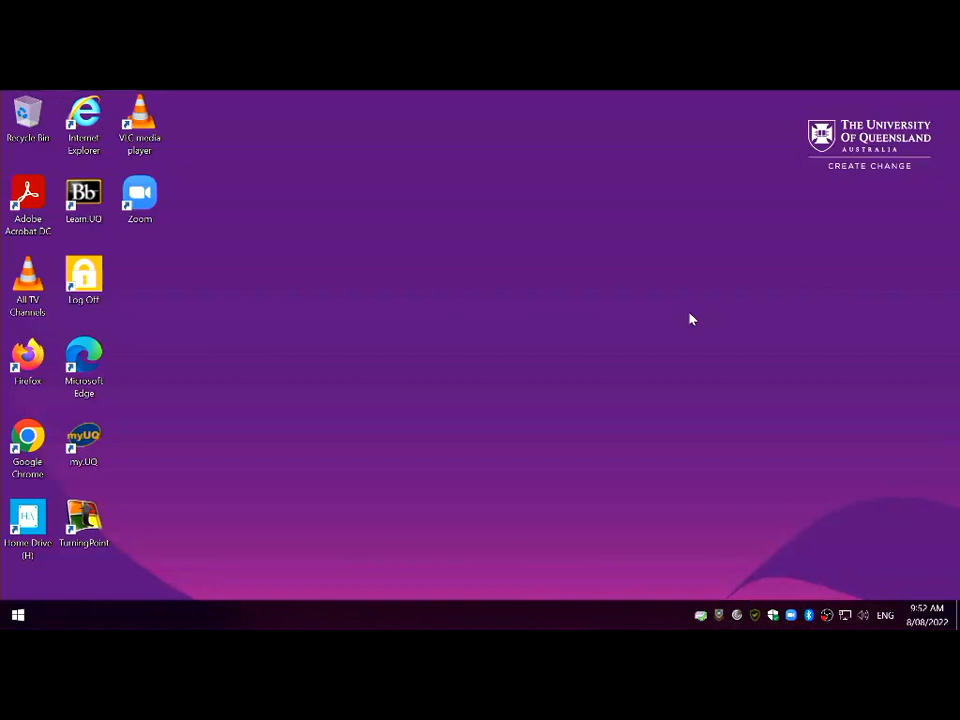 Recycle Bin
Internet
Explorer
VLC media
player
THE UNIVERSITY
OF QUEENSLAND
AUSTRALIA
CREATE CHANGE
Adobe
Acrobat DC
Bb
Learn.UQ
Zoom
All TV
Channels
Log Off
Firefox
Microsoft
Edge
Google
Chrome
myUQ
my.UQ
Home Drive
(H)
TurningPoint
ENG
9:52 AM
8/08/2022